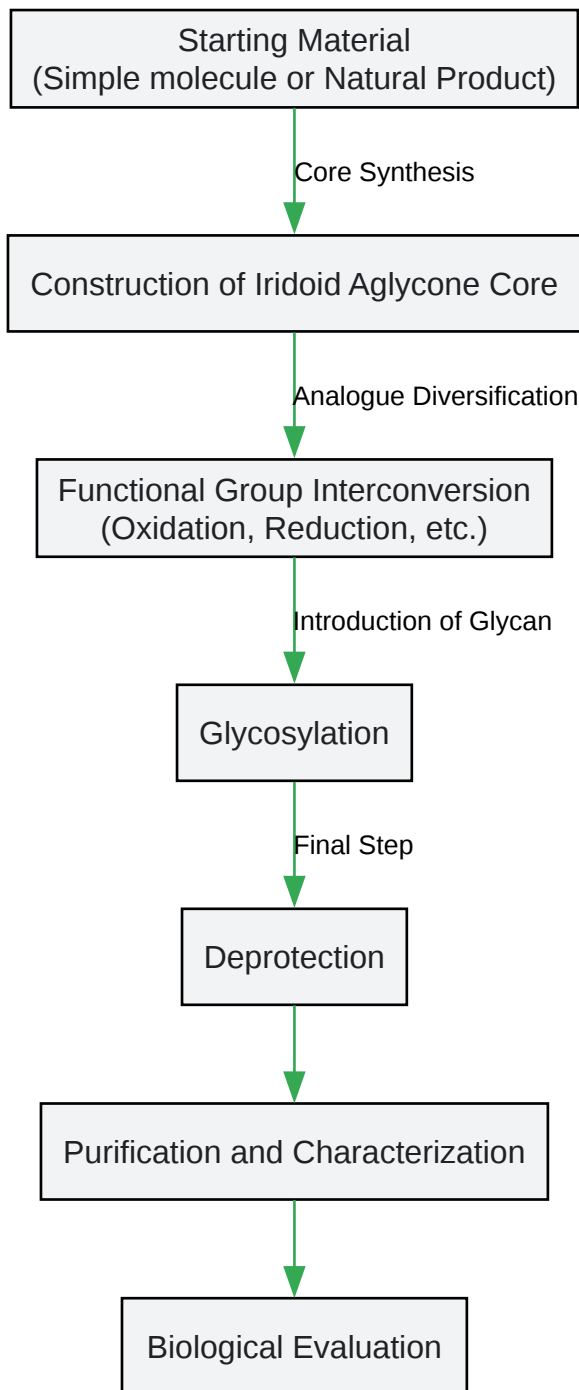 Starting Material
(Simple molecule or Natural Product)
Core Synthesis
Construction of Iridoid Aglycone Core
Analogue Diversification
Functional Group Interconversion
(Oxidation, Reduction, etc.)
Introduction of Glycan
Glycosylation
Final Step
Deprotection
Purification and Characterization
Biological Evaluation